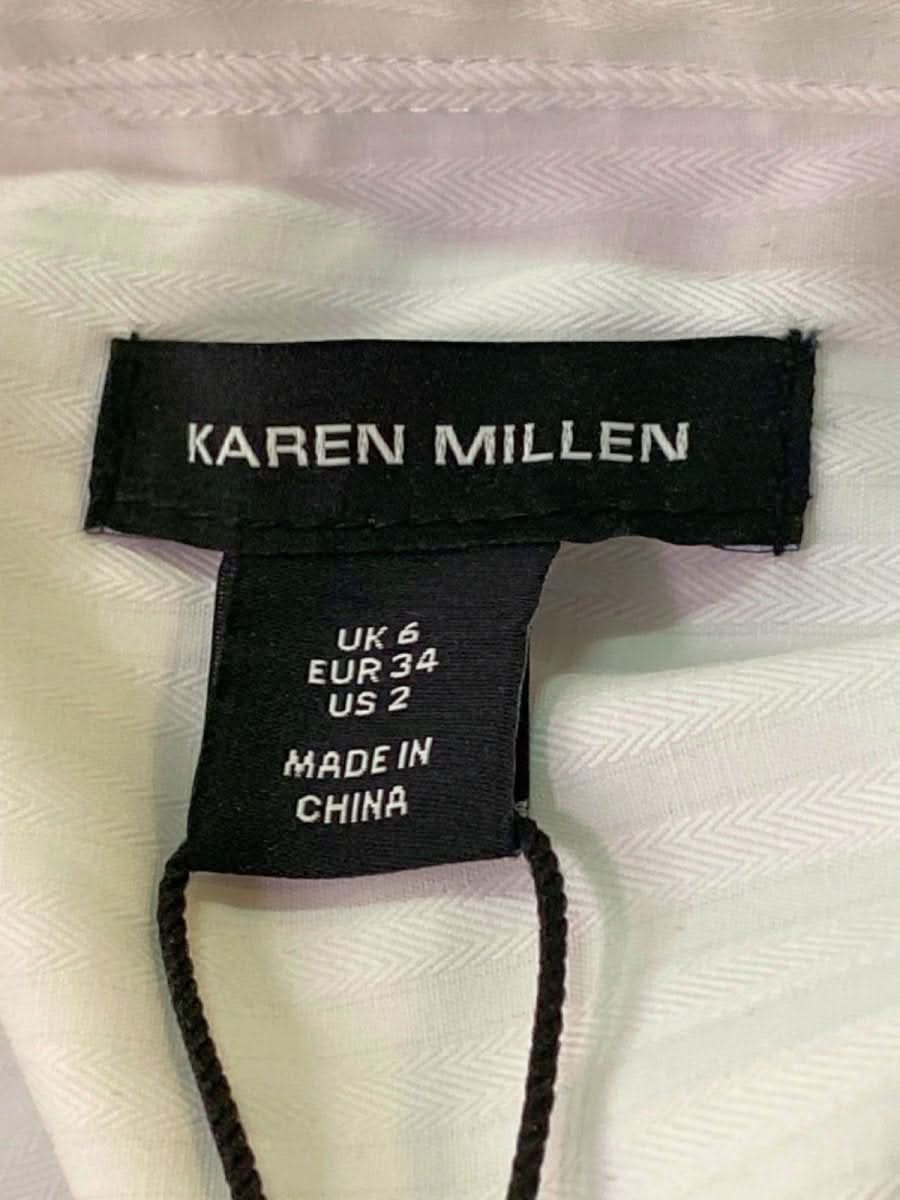 KAREN MILLEN
UK 6
EUR 34
US 2
MADE IN
CHINA